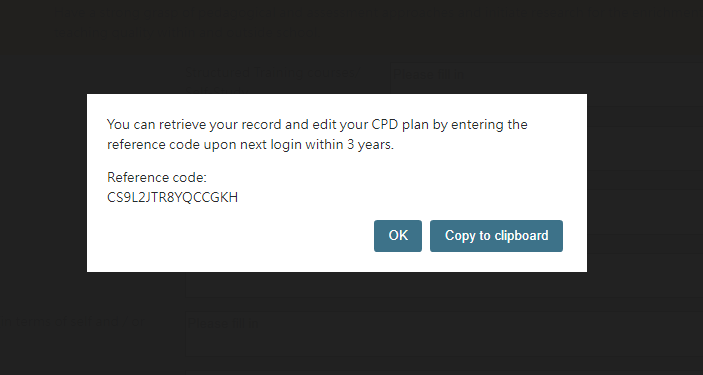 You can retrieve your record and edit your CPD plan by entering the
reference code upon next login within 3 years.
Reference code:
CS9L2JTR8YQCCGKH
OK
Copy to clipboard